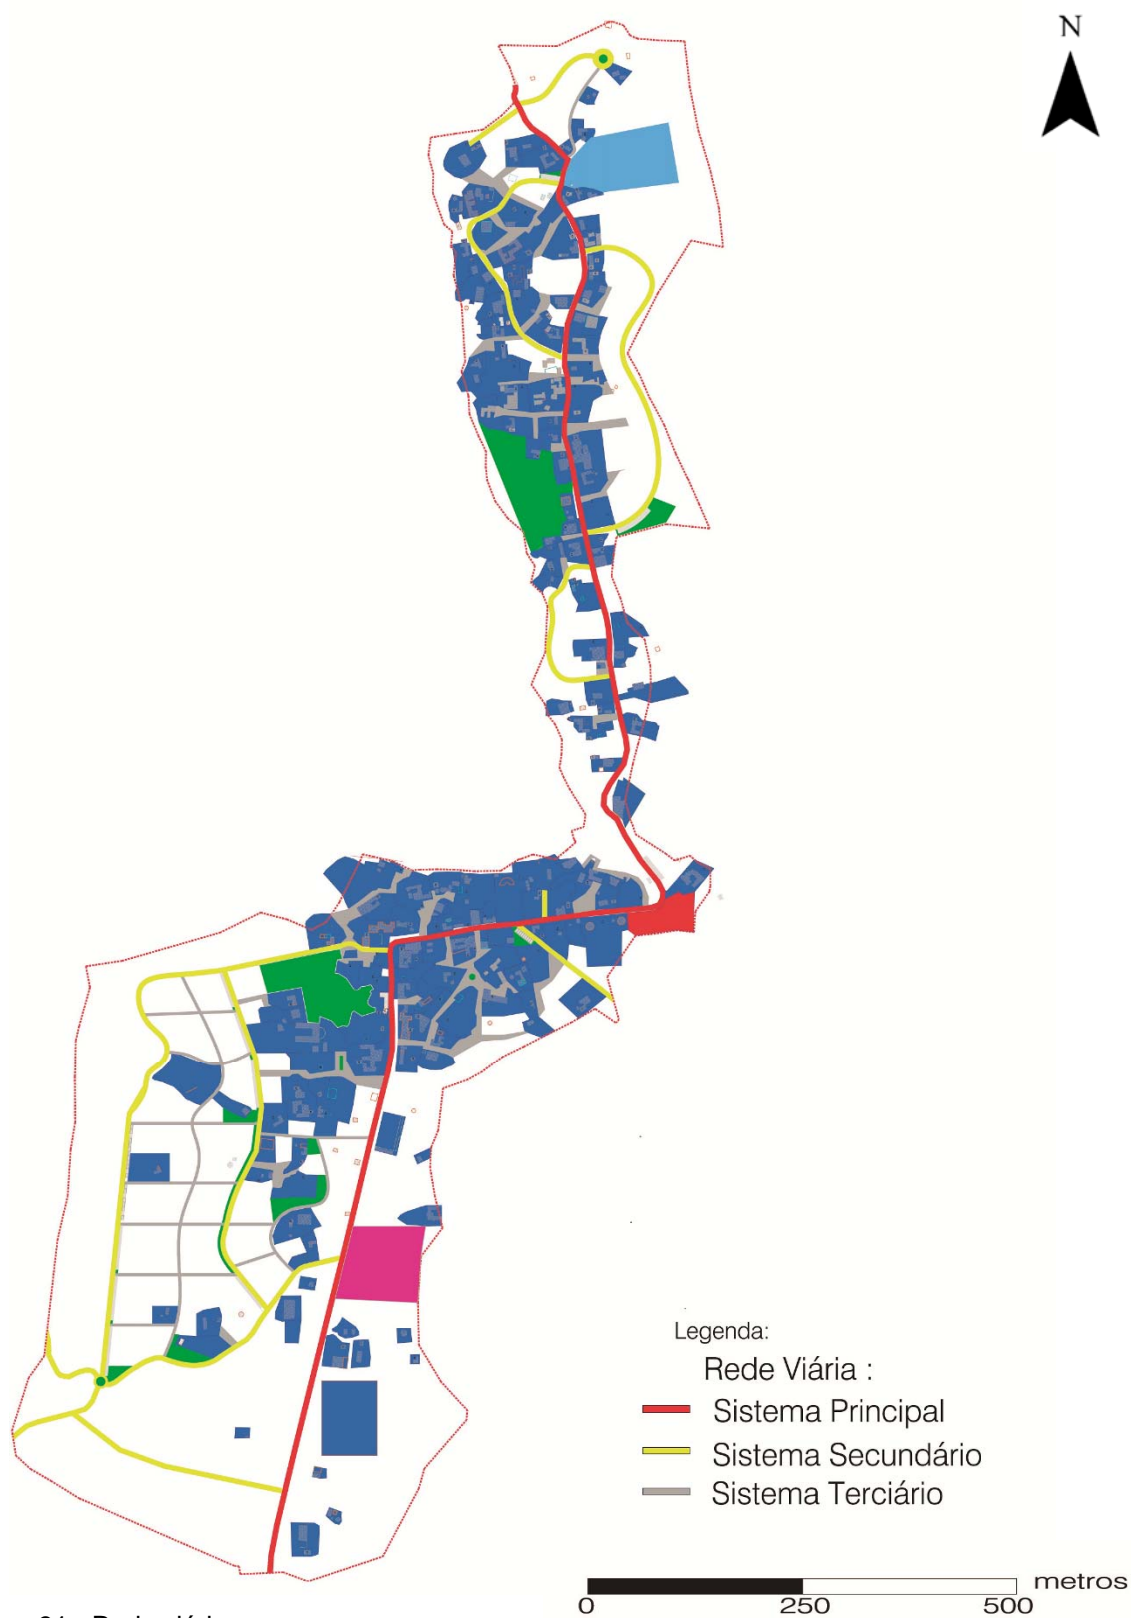 N
Legenda:
Rede Viária :
Sistema Principal
Sistema Secundário
Sistema Terciário
metros
0 250 500